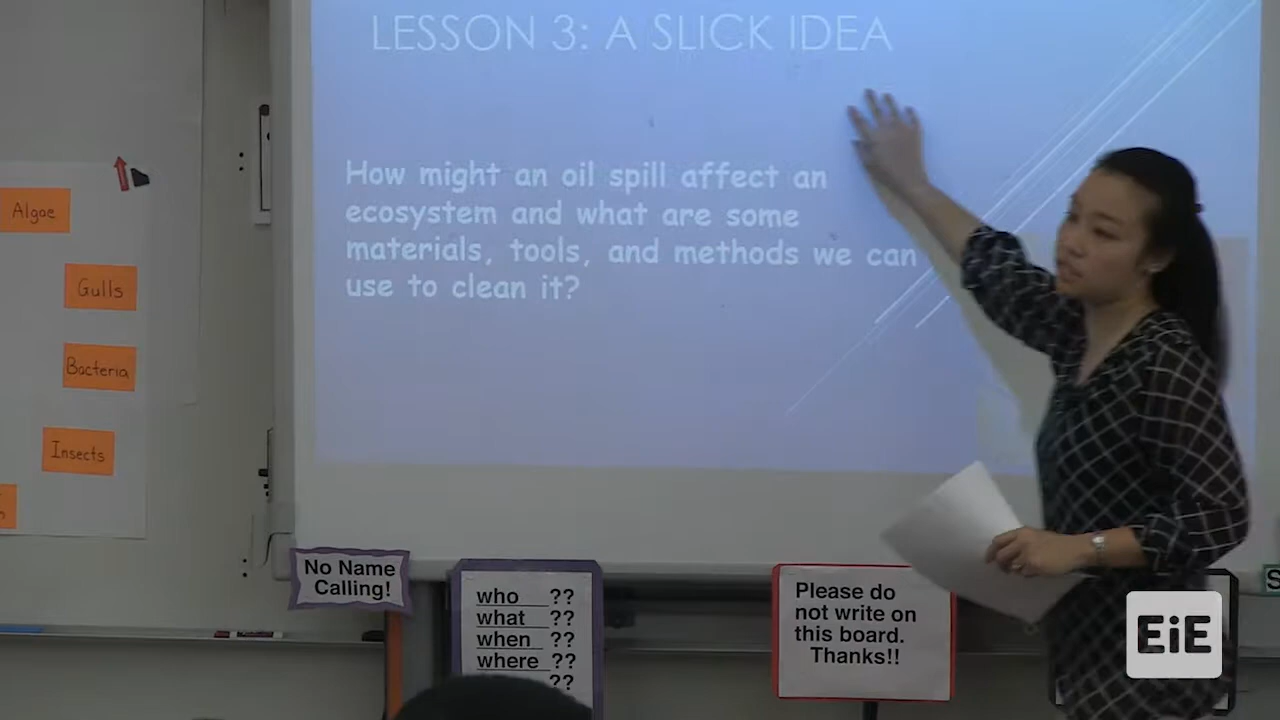 LESSON 3: A SLICK IDEA
How might an oil spill affect an
ecosystem and what are some
materials, tools, and methods we can
use to clean it?
Algae
Gulls
Bacteria
Insects
No Name
Calling!
who ??
what ??
when ??
where ??
??
Please do
not write on
this board.
Thanks!!
EiE